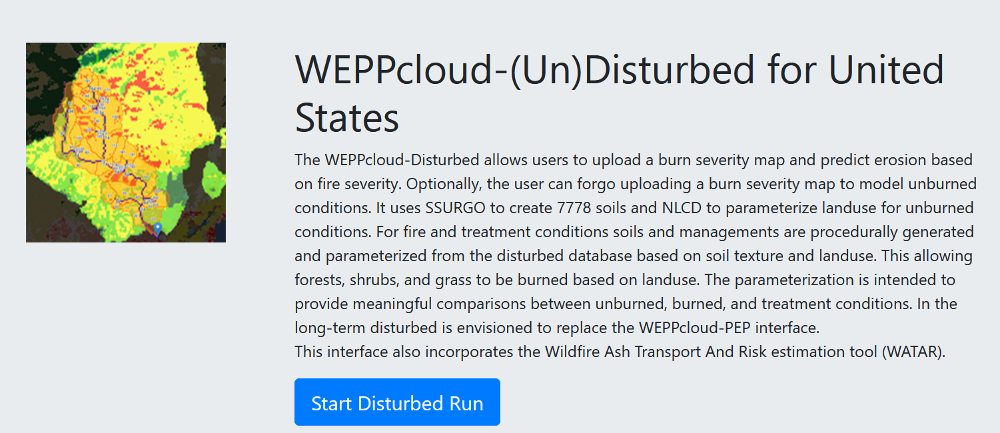 WEPPcloud-(Un)Disturbed for United
States
The WEPPcloud-Disturbed allows users to upload a burn severity map and predict erosion based
on fire severity. Optionally, the user can forgo uploading a burn severity map to model unburned
conditions. It uses SSURGO to create 7778 soils and NLCD to parameterize landuse for unburned
conditions. For fire and treatment conditions soils and managements are procedurally generated
and parameterized from the disturbed database based on soil texture and landuse. This allowing
forests, shrubs, and grass to be burned based on landuse. The parameterization is intended to
provide meaningful comparisons between unburned, burned, and treatment conditions. In the
long-term disturbed is envisioned to replace the WEPPcloud-PEP interface.
This interface also incorporates the Wildfire Ash Transport And Risk estimation tool (WATAR).
Start Disturbed Run